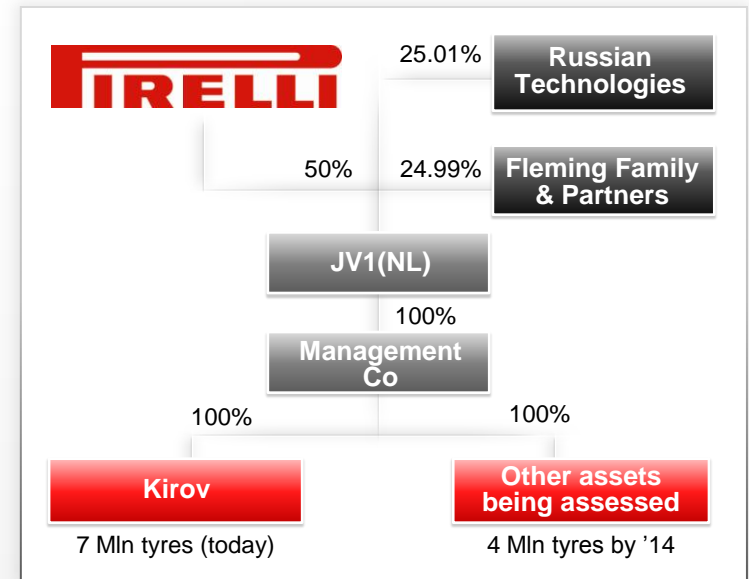 PIRELLI
25.01%
Russian
Technologies
50%
24.99%
Fleming Family
& Partners
JV1(NL)
100%
Management
Co
100%
100%
Kirov
Other assets
being assessed
7 Mln tyres (today)
4 Mln tyres by ’14